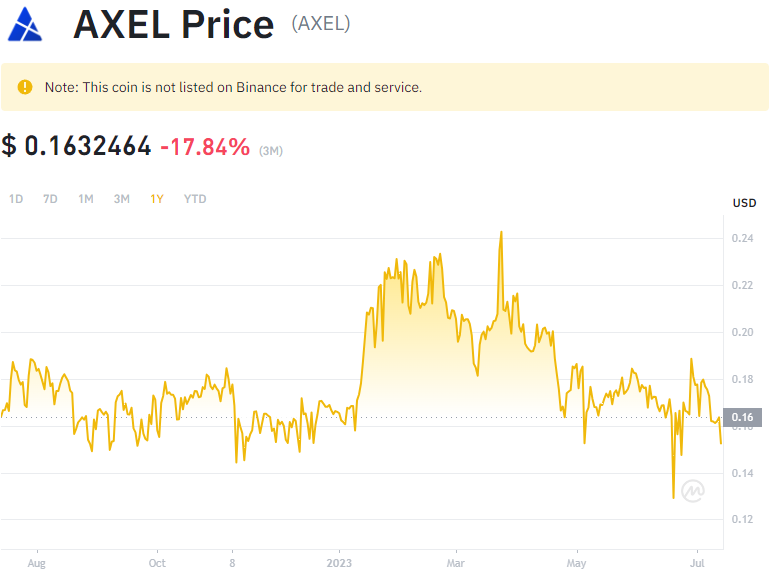 AXEL Price (AXEL)
Note: This coin is not listed on Binance for trade and service.
$ 0.1632464 -17.84% (3M)
1D 7D 1M 3M 1Y YTD
USD
0.24
0.22
0.20
0.18
0.16
0.16
0.14
0.12
Aug Oct 8 2023 Mar May Jul